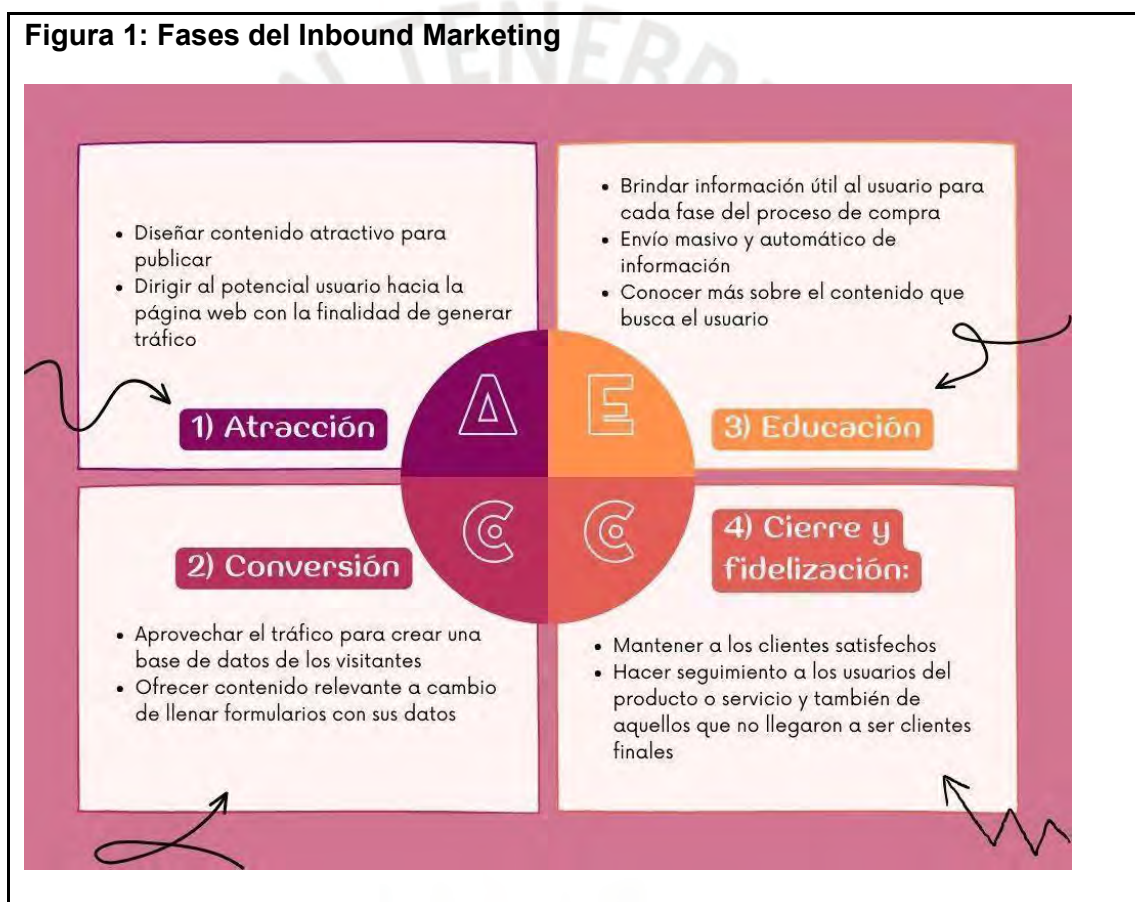 Figura 1: Fases del Inbound Marketing
N TENEBR
• Diseñar contenido atractivo para
publicar
• Dirigir al potencial usuario hacia la
página web con la finalidad de generar
tráfico
1) Atracción
A
2) Conversión
C
• Aprovechar el tráfico para crear una
base de datos de los visitantes
• Ofrecer contenido relevante a cambio
de llenar formularios con sus datos
• Brindar información útil al usuario para
cada fase del proceso de compra
• Envío masivo y automático de
información
• Conocer más sobre el contenido que
busca el usuario
E
3) Educación
C
4) Cierre y
fidelización:
• Mantener a los clientes satisfechos
• Hacer seguimiento a los usuarios del
producto o servicio y también de
aquellos que no llegaron a ser clientes
finales